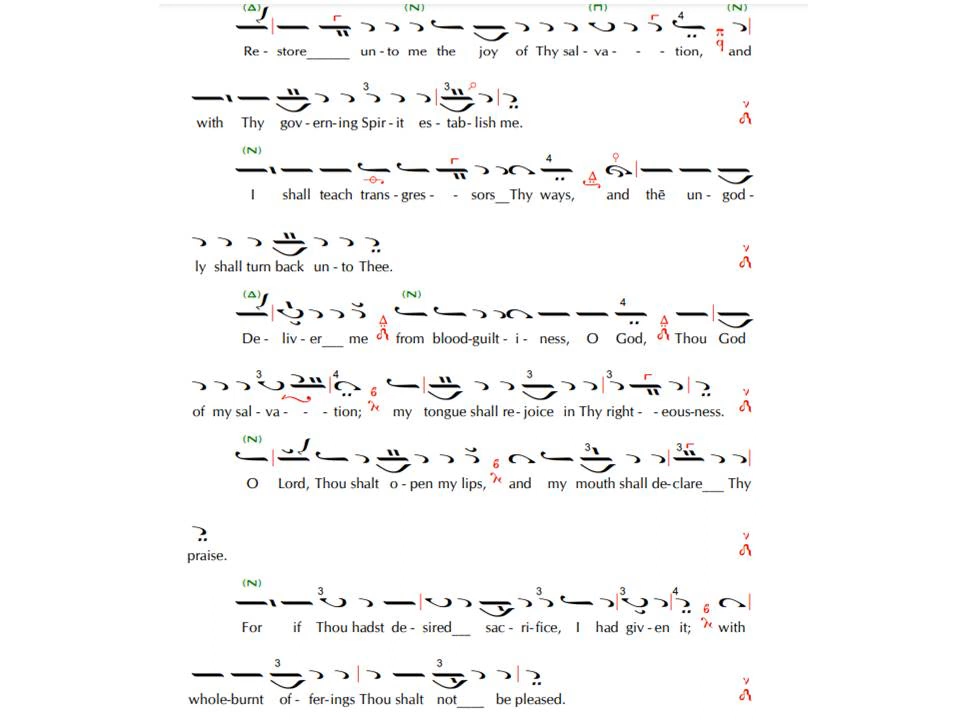 Re - store______ un - to me the joy of Thy sal - va - - - tion, and
with Thy gov - ern - ing Spir - it es - tab - lish me.
I shall teach trans - gres - - sors__Thy ways, and thē un - god -
ly shall turn back un - to Thee.
De - liv - er___ me from blood-guilt - i - ness, O God, Thou God
of my sal - va - - - tion; my tongue shall re - joice in Thy right - - eous-ness.
O Lord, Thou shalt o - pen my lips, and my mouth shall de - clare___ Thy
praise.
For if Thou hadst de - sired___ sac - ri - fice, I had giv - en it; with
whole-burnt of - fer-ings Thou shalt not____ be pleased.